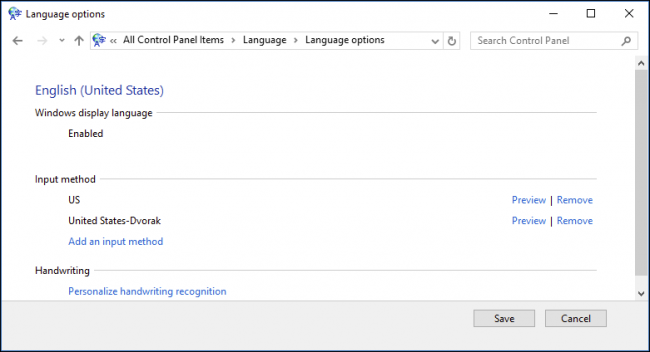 Language options
« All Control Panel Items > Language > Language options
Search Control Panel
English (United States)
Windows display language
Enabled
Input method
US Preview | Remove
United States-Dvorak Preview | Remove
Add an input method
Handwriting
Personalize handwriting recognition
Save Cancel